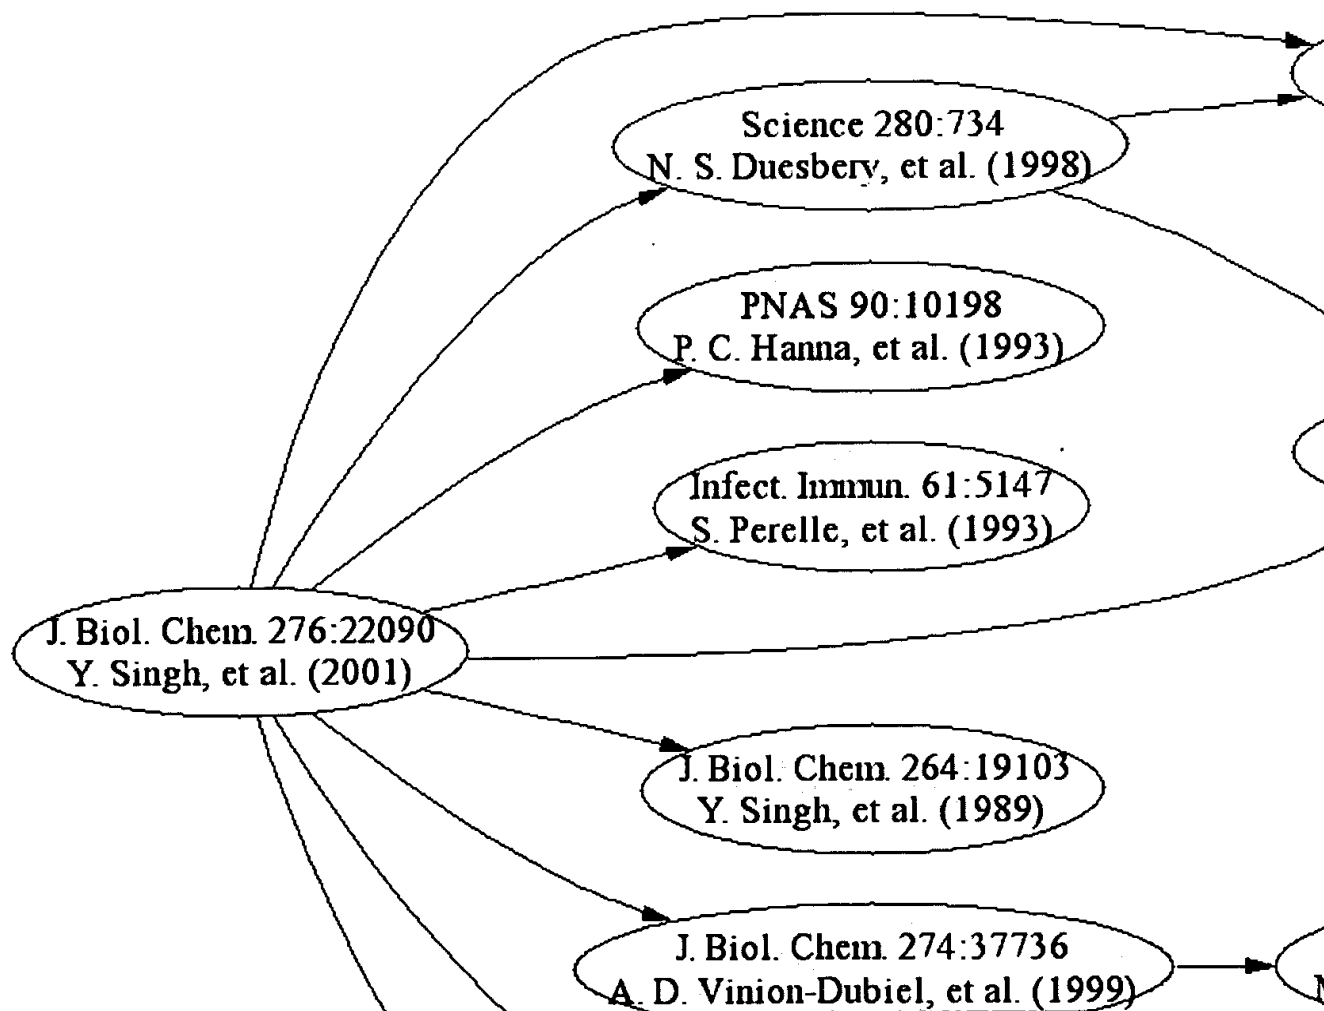 Science 280:734
N. S. Duesbery, et al. (1998)
PNAS 90:10198
P. C. Hanna, et al. (1993)
Infect. Immun. 61:5147
S. Perelle, et al. (1993)
J. Biol. Chem. 276:22090
Y. Singh, et al. (2001)
J. Biol. Chem. 264:19103
Y. Singh, et al. (1989)
J. Biol. Chem. 274:37736
A. D. Vinion-Dubiel, et al. (1999)